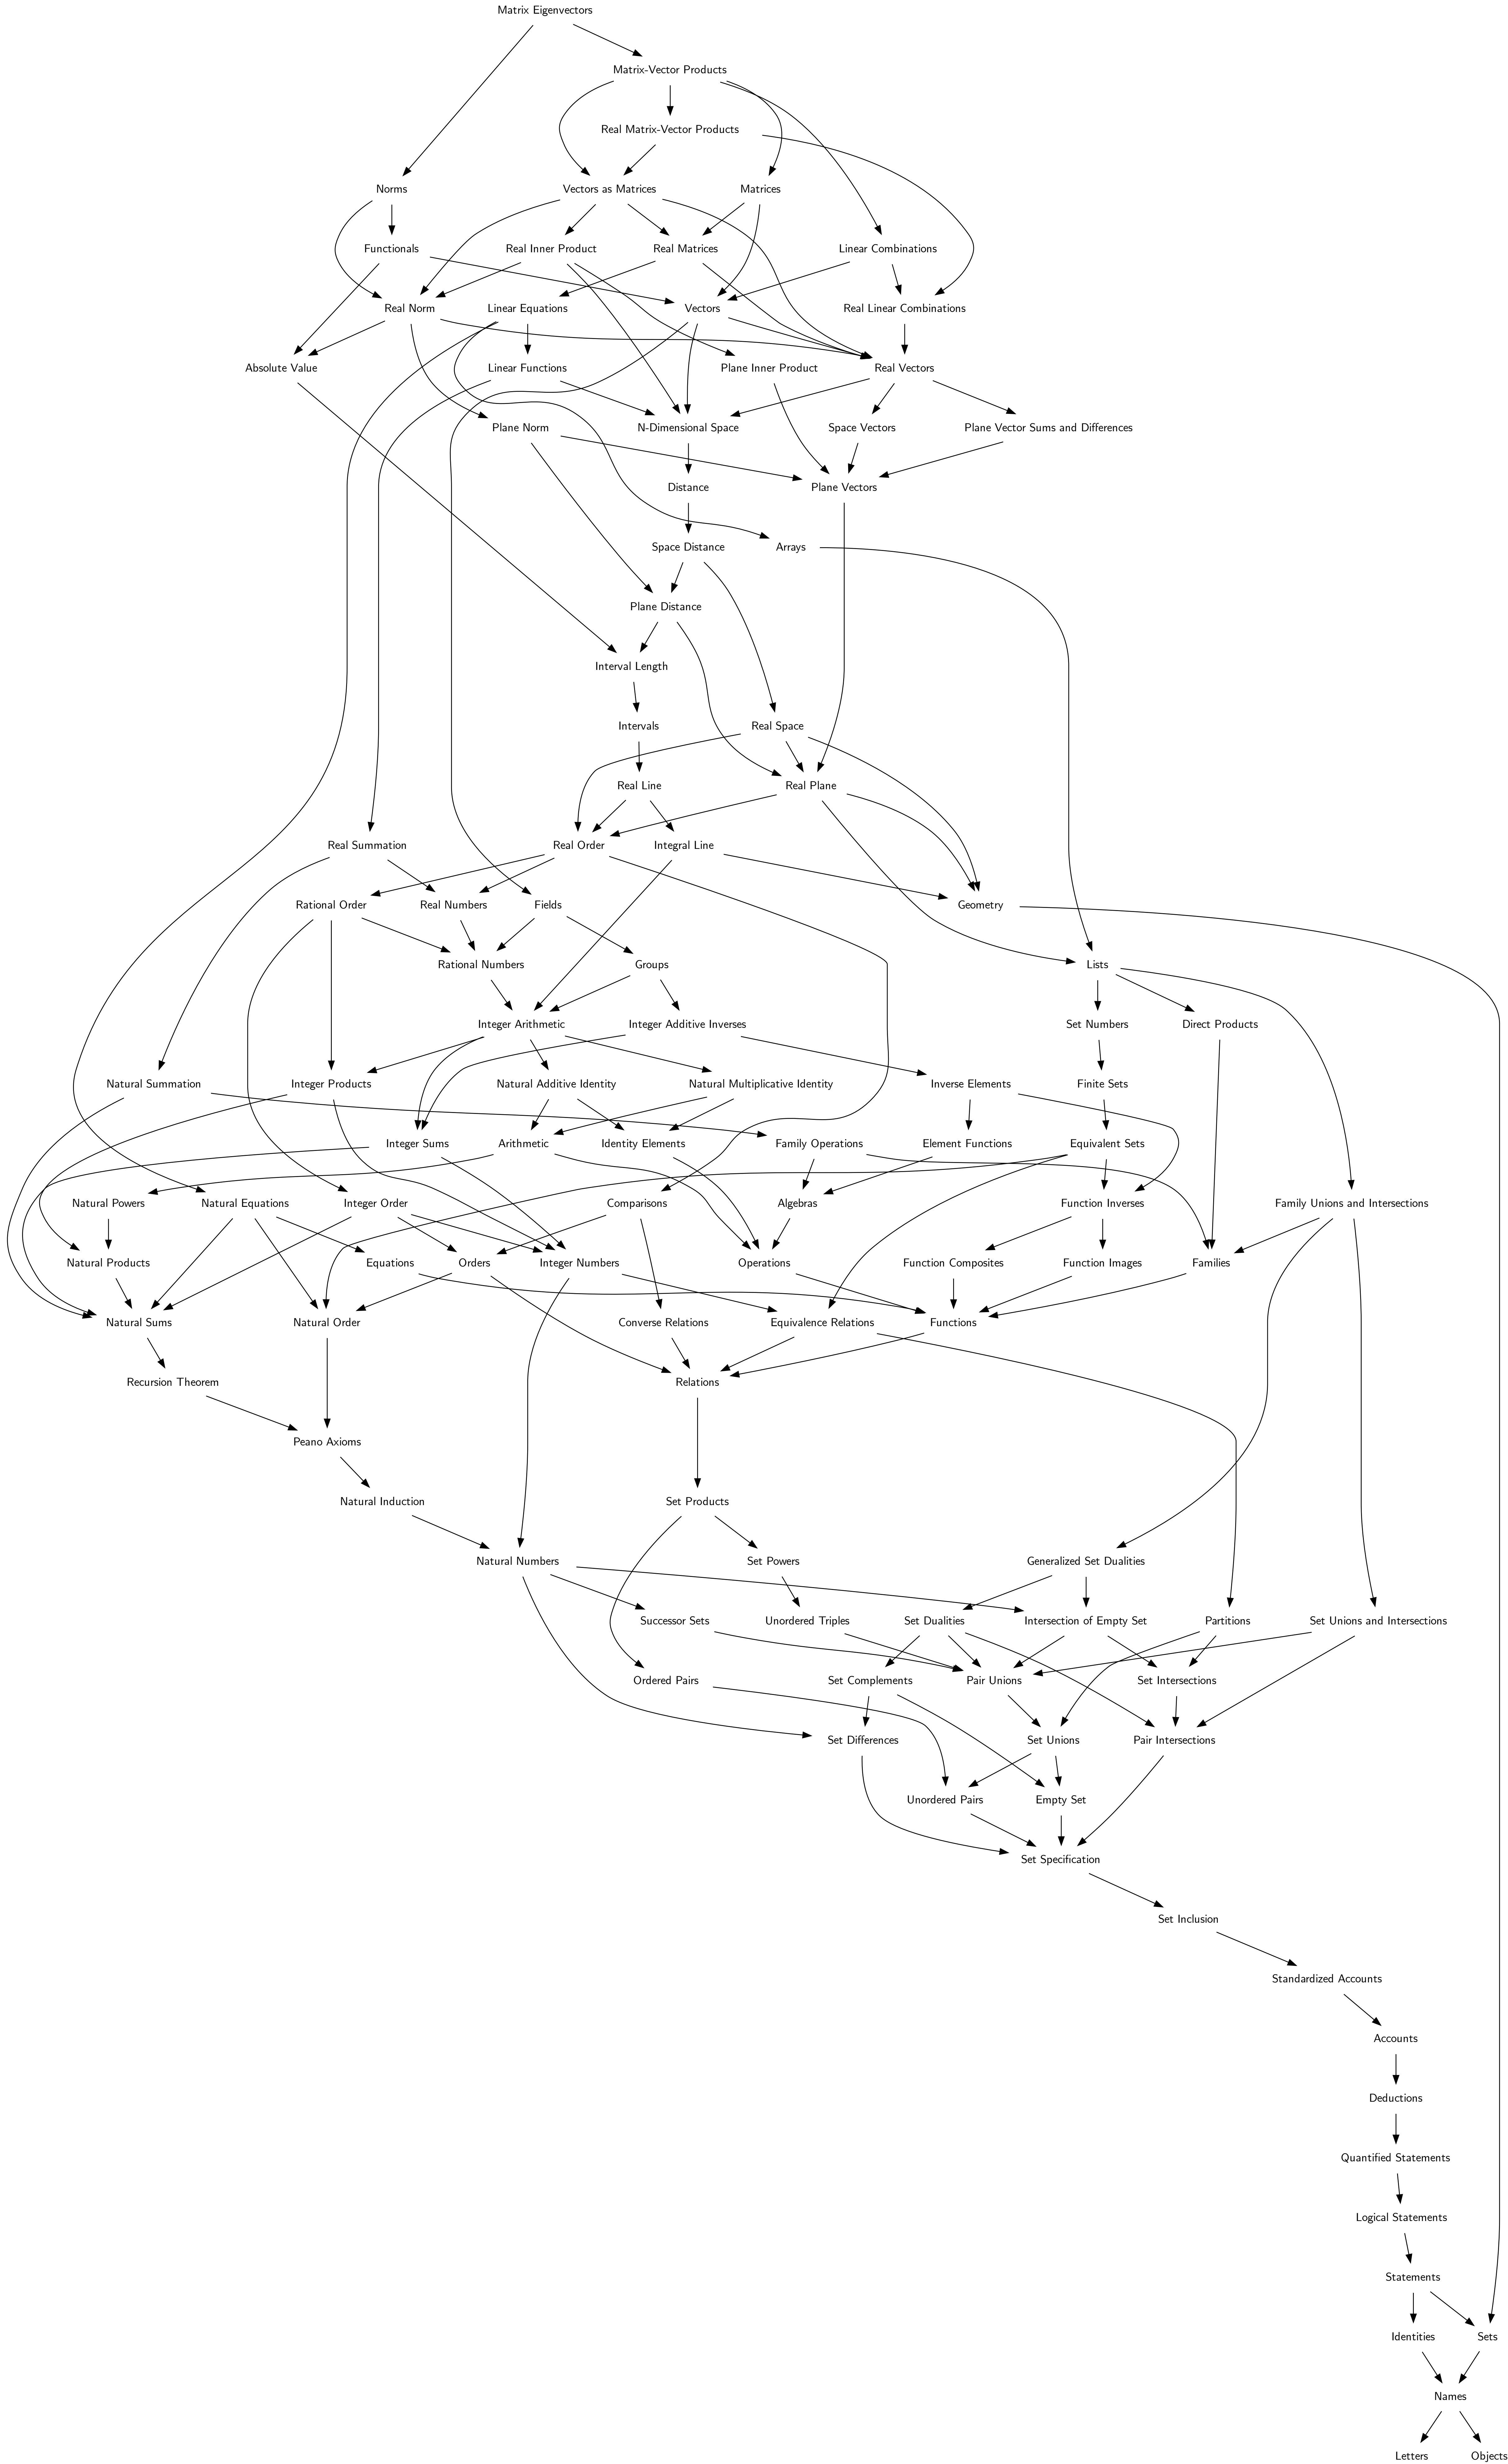 Matrix Eigenvectors
Matrix-Vector Products
Real Matrix-Vector Products
Norms
Vectors as Matrices
Matrices
Functionals
Real Inner Product
Real Matrices
Linear Combinations
Real Norm
Linear Equations
Vectors
Real Linear Combinations
Absolute Value
Linear Functions
Plane Inner Product
Real Vectors
Plane Norm
N-Dimensional Space
Space Vectors
Plane Vector Sums and Differences
Distance
Plane Vectors
Space Distance
Arrays
Plane Distance
Interval Length
Intervals
Real Space
Real Line
Real Plane
Real Summation
Real Order
Integral Line
Rational Order
Real Numbers
Fields
Geometry
Rational Numbers
Groups
Lists
Integer Arithmetic
Integer Additive Inverses
Set Numbers
Direct Products
Natural Summation
Integer Products
Natural Additive Identity
Natural Multiplicative Identity
Inverse Elements
Finite Sets
Integer Sums
Arithmetic
Identity Elements
Family Operations
Element Functions
Equivalent Sets
Natural Powers
Natural Equations
Integer Order
Comparisons
Algebras
Function Inverses
Family Unions and Intersections
Natural Products
Equations
Orders
Integer Numbers
Operations
Function Composites
Function Images
Families
Natural Sums
Natural Order
Converse Relations
Equivalence Relations
Functions
Recursion Theorem
Relations
Peano Axioms
Natural Induction
Set Products
Natural Numbers
Set Powers
Generalized Set Dualities
Successor Sets
Unordered Triples
Set Dualities
Intersection of Empty Set
Partitions
Set Unions and Intersections
Ordered Pairs
Set Complements
Pair Unions
Set Intersections
Set Differences
Set Unions
Pair Intersections
Unordered Pairs
Empty Set
Set Specification
Set Inclusion
Standardized Accounts
Accounts
Deductions
Quantified Statements
Logical Statements
Statements
Identities
Sets
Names
Letters
Objects